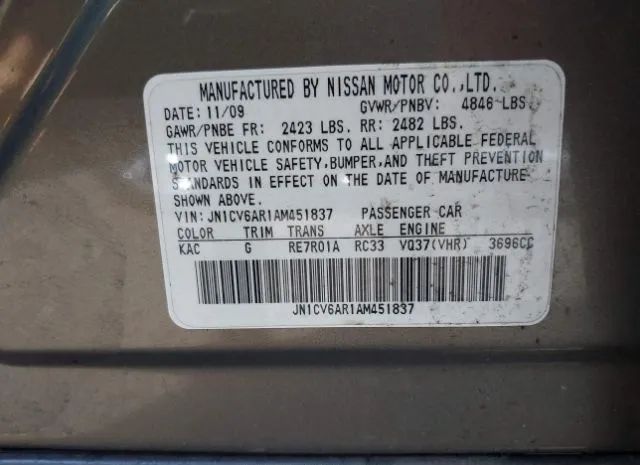 MANUFACTURED BY NISSAN MOTOR CO.,LTD.
DATE: 11/09 GVWR/PNBV: 4846 LBS.
GAWR/PNBE FR: 2423 LBS. RR: 2482 LBS.
THIS VEHICLE CONFORMS TO ALL APPLICABLE FEDERAL
MOTOR VEHICLE SAFETY,BUMPER,AND THEFT PREVENTION
STANDARDS IN EFFECT ON THE DATE OF MANUFACTURE
SHOWN ABOVE.
VIN: JN1CV6AR1AM451837 PASSENGER CAR
COLOR TRIM TRANS AXLE ENGINE
KAC G RE7R01A RC33 VQ37(VHR) 3696CC
JN1CV6AR1AM451837